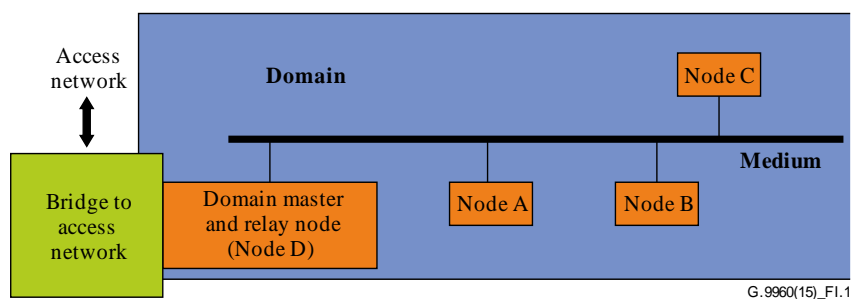 Access
network
Domain
Node C
Medium
Bridge to
access
network
Domain master
and relay node
(Node D)
Node A
Node B
G.9960(15)_FI.1